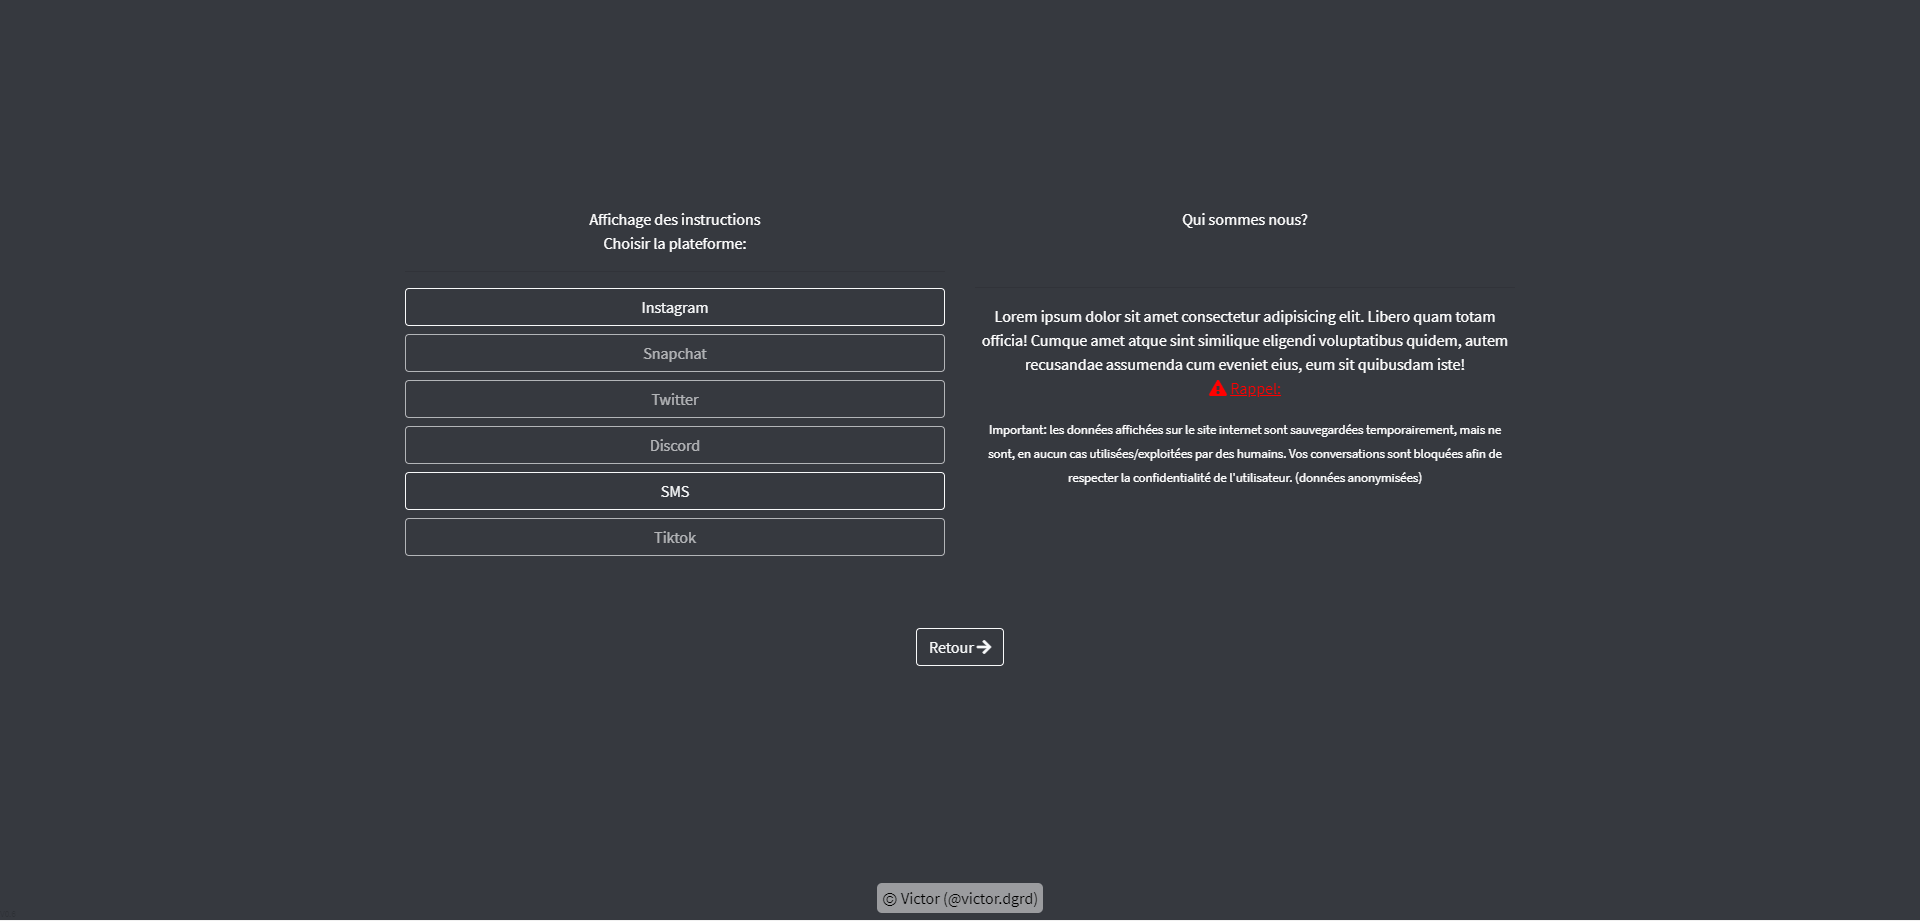 Affichage des instructions
Choisir la plateforme:
Instagram
Snapchat
Twitter
Discord
SMS
Tiktok
Qui sommes nous?
Lorem ipsum dolor sit amet consectetur adipisicing elit. Libero quam totam
officia! Cumque amet atque sint similique eligendi voluptatibus quidem, autem
recusandae assumenda cum eveniet eius, eum sit quibusdam iste!
Rappel:
Important: les données affichées sur le site internet sont sauvegardées temporairement, mais ne
sont, en aucun cas utilisées/exploitées par des humains. Vos conversations sont bloquées afin de
respecter la confidentialité de l'utilisateur. (données anonymisées)
Retour
© Victor (@victor.dgrd)